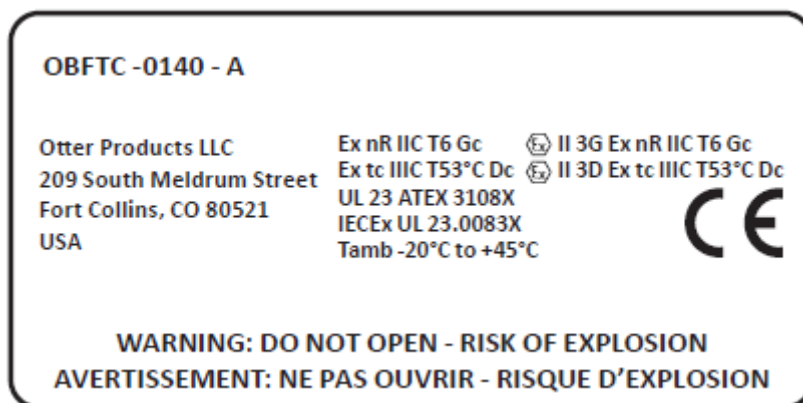 OBFTC -0140 - A
Otter Products LLC
209 South Meldrum Street
Fort Collins, CO 80521
USA
Ex nR IIC T6 Gc
Ex tc IIIC T53°C Dc
UL 23 ATEX 3108X
IECEx UL 23.0083X
Tamb -20°C to +45°C
Ex II 3G Ex nR IIC T6 Gc
Ex II 3D Ex tc IIIC T53°C Dc
CE
WARNING: DO NOT OPEN - RISK OF EXPLOSION
AVERTISSEMENT: NE PAS OUVRIR - RISQUE D'EXPLOSION